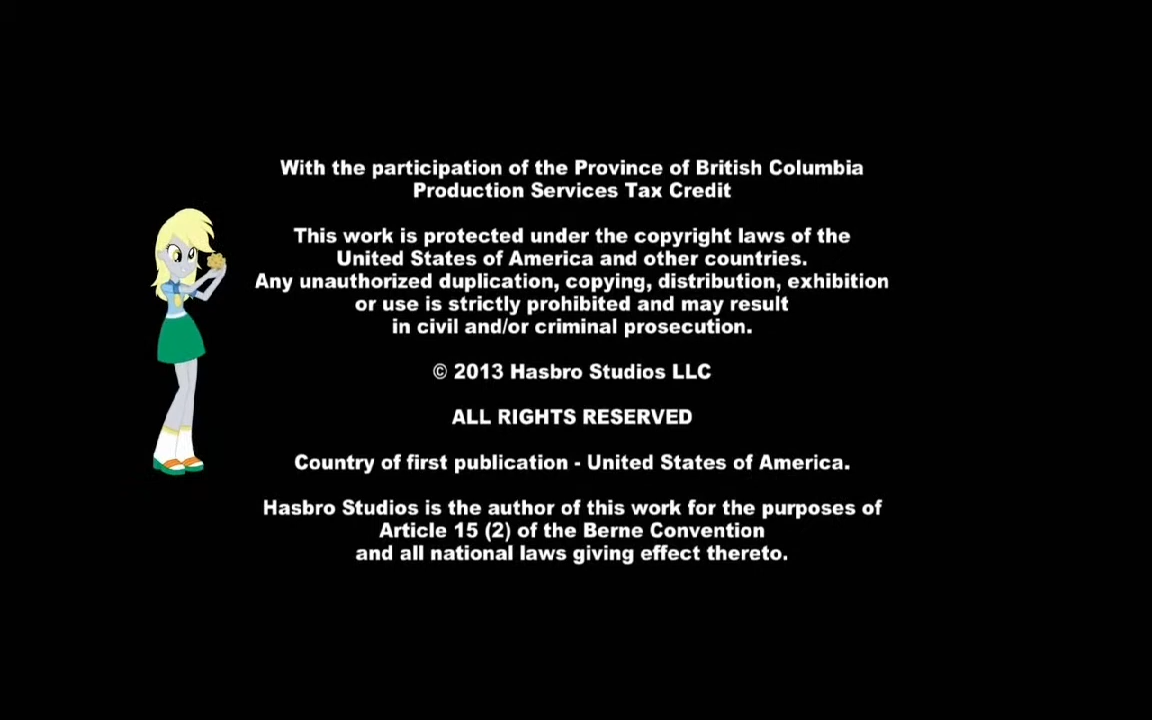 With the participation of the Province of British Columbia
Production Services Tax Credit
This work is protected under the copyright laws of the
United States of America and other countries.
Any unauthorized duplication, copying, distribution, exhibition
or use is strictly prohibited and may result
in civil and/or criminal prosecution.
© 2013 Hasbro Studios LLC
ALL RIGHTS RESERVED
Country of first publication - United States of America.
Hasbro Studios is the author of this work for the purposes of
Article 15 (2) of the Berne Convention
and all national laws giving effect thereto.